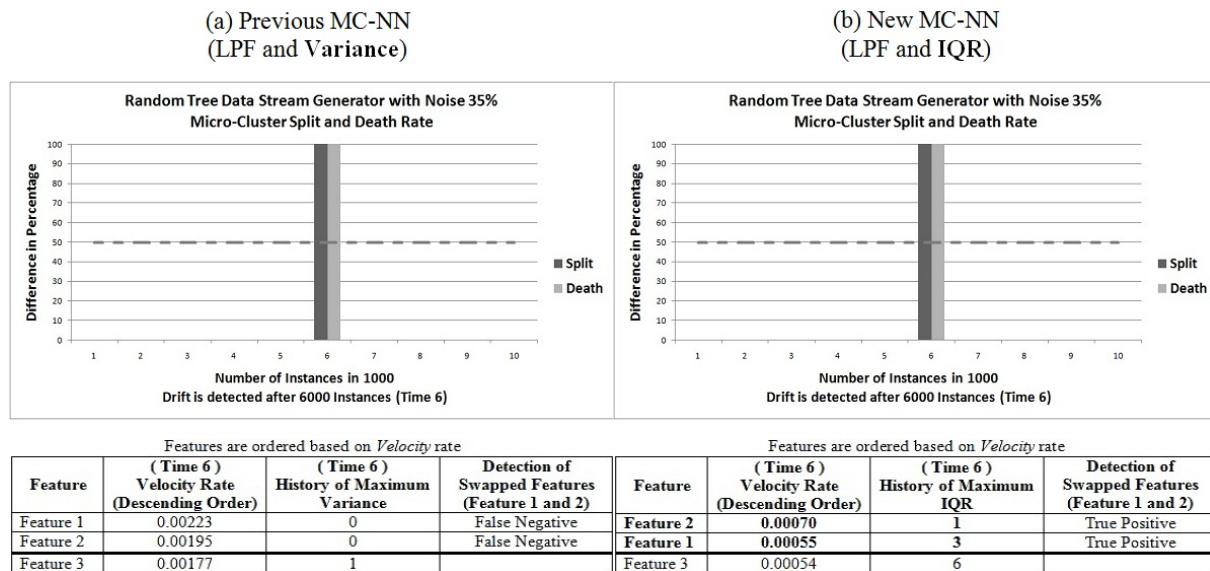 (a) Previous MC-NN
(LPF and Variance)
Random Tree Data Stream Generator with Noise 35%
Micro-Cluster Split and Death Rate
Difference in Percentage
100
90
80
70
60
50
40
30
20
10
0
1 2 3 4 5 6 7 8 9 10
Split
Death
Number of Instances in 1000
Drift is detected after 6000 Instances (Time 6)
Features are ordered based on Velocity rate
Feature ( Time 6 ) Velocity Rate (Descending Order) ( Time 6 ) History of Maximum Variance Detection of Swapped Features (Feature 1 and 2)
Feature 1 0.00223 0 False Negative
Feature 2 0.00195 0 False Negative
Feature 3 0.00177 1
(b) New MC-NN
(LPF and IQR)
Random Tree Data Stream Generator with Noise 35%
Micro-Cluster Split and Death Rate
Difference in Percentage
100
90
80
70
60
50
40
30
20
10
0
1 2 3 4 5 6 7 8 9 10
Split
Death
Number of Instances in 1000
Drift is detected after 6000 Instances (Time 6)
Features are ordered based on Velocity rate
Feature ( Time 6 ) Velocity Rate (Descending Order) ( Time 6 ) History of Maximum IQR Detection of Swapped Features (Feature 1 and 2)
Feature 2 0.00070 1 True Positive
Feature 1 0.00055 3 True Positive
Feature 3 0.00054 6